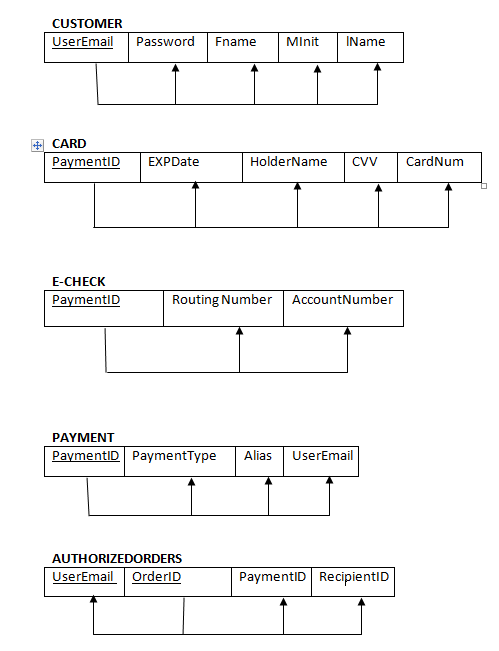 CUSTOMER
UserEmail Password Fname MInit lName
CARD
PaymentID EXPDate HolderName CVV CardNum
E-CHECK
PaymentID Routing Number AccountNumber
PAYMENT
PaymentID PaymentType Alias UserEmail
AUTHORIZEDORDERS
UserEmail OrderID PaymentID RecipientID